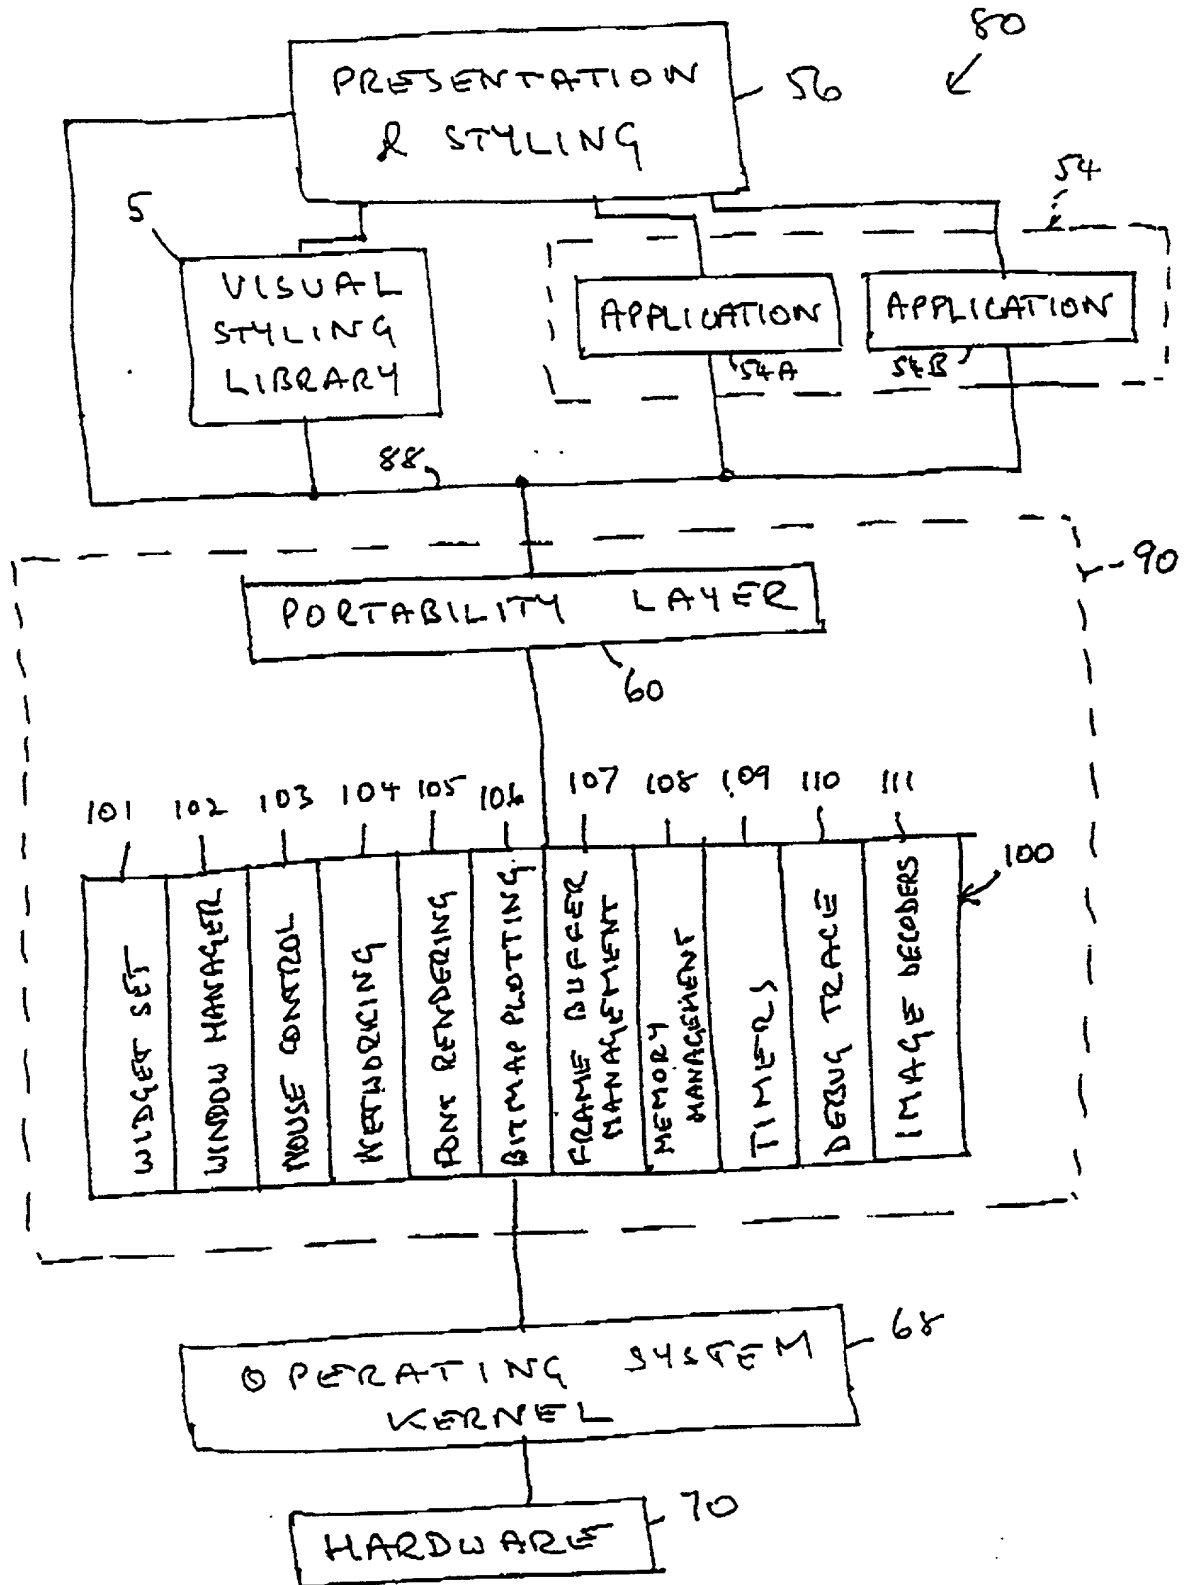 80
PRESENTATION
& STYLING
56
54
5
VISUAL
STYLING
LIBRARY
APPLICATION
APPLICATION
54A
54B
88
90
PORTABILITY LAYER
60
101 102 103 104 105 106 107 108 109 110 111
100
WIDGET SET
WINDOW MANAGER
MOUSE CONTROL
NETWORKING
FONT RENDERING
BITMAP PLOTTING
FRAME BUFFER
MANAGEMENT
MEMORY
MANAGEMENT
TIMERS
DEBUG TRACE
IMAGE DECODERS
OPERATING SYSTEM
KERNEL
68
HARDWARE
70